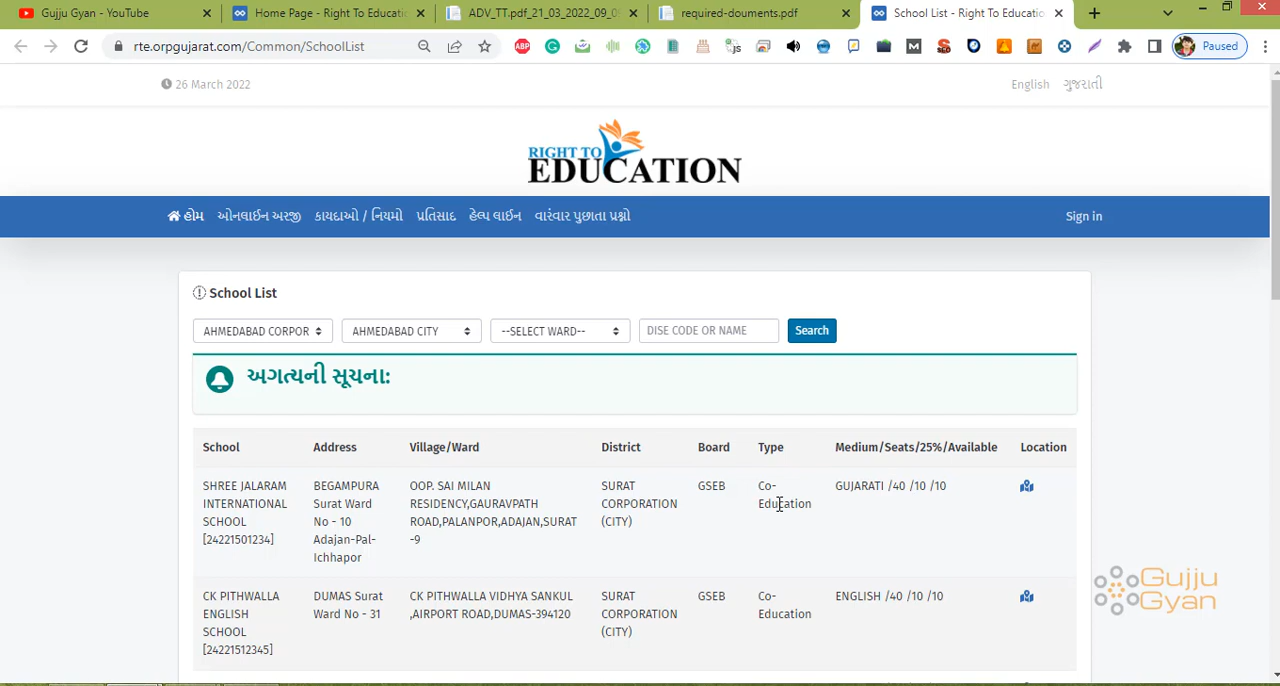 Gujju Gyan - YouTube
Home Page - Right To Educati
ADV_TT.pdf_21_03_2022_09_0
required-douments.pdf
School List - Right To Educatio
rte.orpgujarat.com/Common/SchoolList
Paused
26 March 2022
English ગુજરાતી
RIGHT TO
EDUCATION
હોમ ઓનલાઈન અરજી કાયદાઓ / નિયમો પ્રતિસાદ હેલ્પ લાઈન વારંવાર પુછાતા પ્રશ્નો Sign in
School List
AHMEDABAD CORPOR AHMEDABAD CITY --SELECT WARD-- DISE CODE OR NAME Search
અગત્યની સૂચના:
School Address Village/Ward District Board Type Medium/Seats/25%/Available Location
SHREE JALARAM BEGAMPURA OOP. SAI MILAN SURAT GSEB Co- GUJARATI /40 /10 /10
INTERNATIONAL Surat Ward RESIDENCY,GAURAVPATH CORPORATION Education
SCHOOL No - 10 ROAD,PALANPOR,ADAJAN,SURAT (CITY)
[24221501234] Adajan-Pal- -9
Ichhapor
CK PITHWALLA DUMAS Surat CK PITHWALLA VIDHYA SANKUL SURAT GSEB Co- ENGLISH /40 /10 /10
ENGLISH Ward No - 31 ,AIRPORT ROAD,DUMAS-394120 CORPORATION Education
SCHOOL (CITY)
[24221512345]
Gujju
Gyan